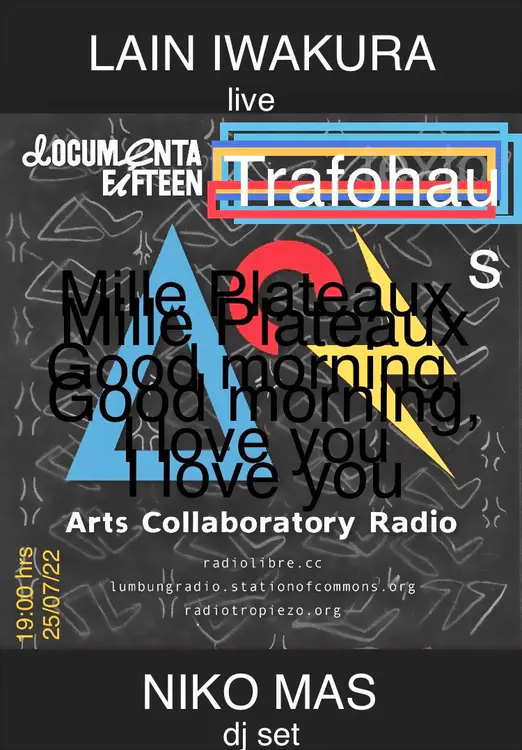 LAIN IWAKURA
live
documenta
fifteen
Trafohau
s
Mille Plateaux
Mille Plateaux
Good morning,
Good morning,
I love you
I love you
Arts Collaboratory Radio
radiolibre.cc
lumbungradio.stationofcommons.org
radiotropiezo.org
19:00 hrs
25/07/22
NIKO MAS
dj set